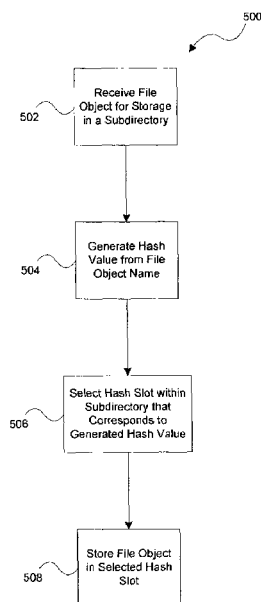 500
Receive File
Object for Storage
in a Subdirectory
502
Generate Hash
Value from File
Object Name
504
Select Hash Slot within
Subdirectory that
Corresponds to
Generated Hash Value
506
Store File Object
in Selected Hash
Slot
508